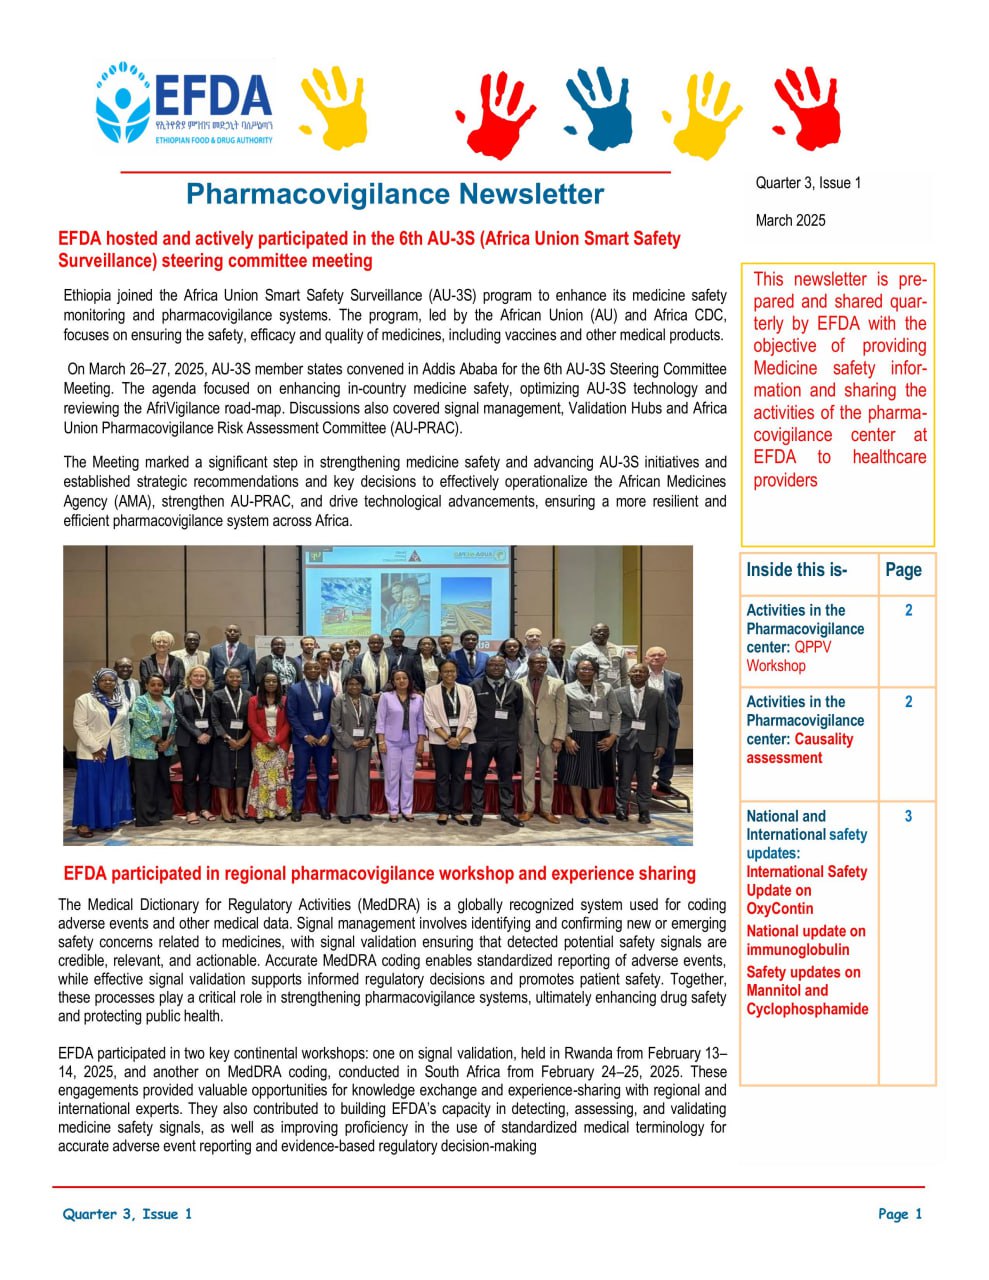 EFDA
የኢትዮጵያ ምግብና መድኃኒት ባለሥልጣን
ETHIOPIAN FOOD & DRUG AUTHORITY
Pharmacovigilance Newsletter
Quarter 3, Issue 1
March 2025
EFDA hosted and actively participated in the 6th AU-3S (Africa Union Smart Safety
Surveillance) steering committee meeting
Ethiopia joined the Africa Union Smart Safety Surveillance (AU-3S) program to enhance its medicine safety
monitoring and pharmacovigilance systems. The program, led by the African Union (AU) and Africa CDC,
focuses on ensuring the safety, efficacy and quality of medicines, including vaccines and other medical products.
On March 26–27, 2025, AU-3S member states convened in Addis Ababa for the 6th AU-3S Steering Committee
Meeting. The agenda focused on enhancing in-country medicine safety, optimizing AU-3S technology and
reviewing the AfriVigilance road-map. Discussions also covered signal management, Validation Hubs and Africa
Union Pharmacovigilance Risk Assessment Committee (AU-PRAC).
The Meeting marked a significant step in strengthening medicine safety and advancing AU-3S initiatives and
established strategic recommendations and key decisions to effectively operationalize the African Medicines
Agency (AMA), strengthen AU-PRAC, and drive technological advancements, ensuring a more resilient and
efficient pharmacovigilance system across Africa.
EFDA participated in regional pharmacovigilance workshop and experience sharing
The Medical Dictionary for Regulatory Activities (MedDRA) is a globally recognized system used for coding
adverse events and other medical data. Signal management involves identifying and confirming new or emerging
safety concerns related to medicines, with signal validation ensuring that detected potential safety signals are
credible, relevant, and actionable. Accurate MedDRA coding enables standardized reporting of adverse events,
while effective signal validation supports informed regulatory decisions and promotes patient safety. Together,
these processes play a critical role in strengthening pharmacovigilance systems, ultimately enhancing drug safety
and protecting public health.
EFDA participated in two key continental workshops: one on signal validation, held in Rwanda from February 13–
14, 2025, and another on MedDRA coding, conducted in South Africa from February 24–25, 2025. These
engagements provided valuable opportunities for knowledge exchange and experience-sharing with regional and
international experts. They also contributed to building EFDA's capacity in detecting, assessing, and validating
medicine safety signals, as well as improving proficiency in the use of standardized medical terminology for
accurate adverse event reporting and evidence-based regulatory decision-making
This newsletter is pre-
pared and shared quar-
terly by EFDA with the
objective of providing
Medicine safety infor-
mation and sharing the
activities of the pharma-
covigilance center at
EFDA to healthcare
providers
Inside this is- Page
Activities in the 2
Pharmacovigilance
center: QPPV
Workshop
Activities in the 2
Pharmacovigilance
center: Causality
assessment
National and 3
International safety
updates:
International Safety
Update on
OxyContin
National update on
immunoglobulin
Safety updates on
Mannitol and
Cyclophosphamide
Quarter 3, Issue 1 Page 1